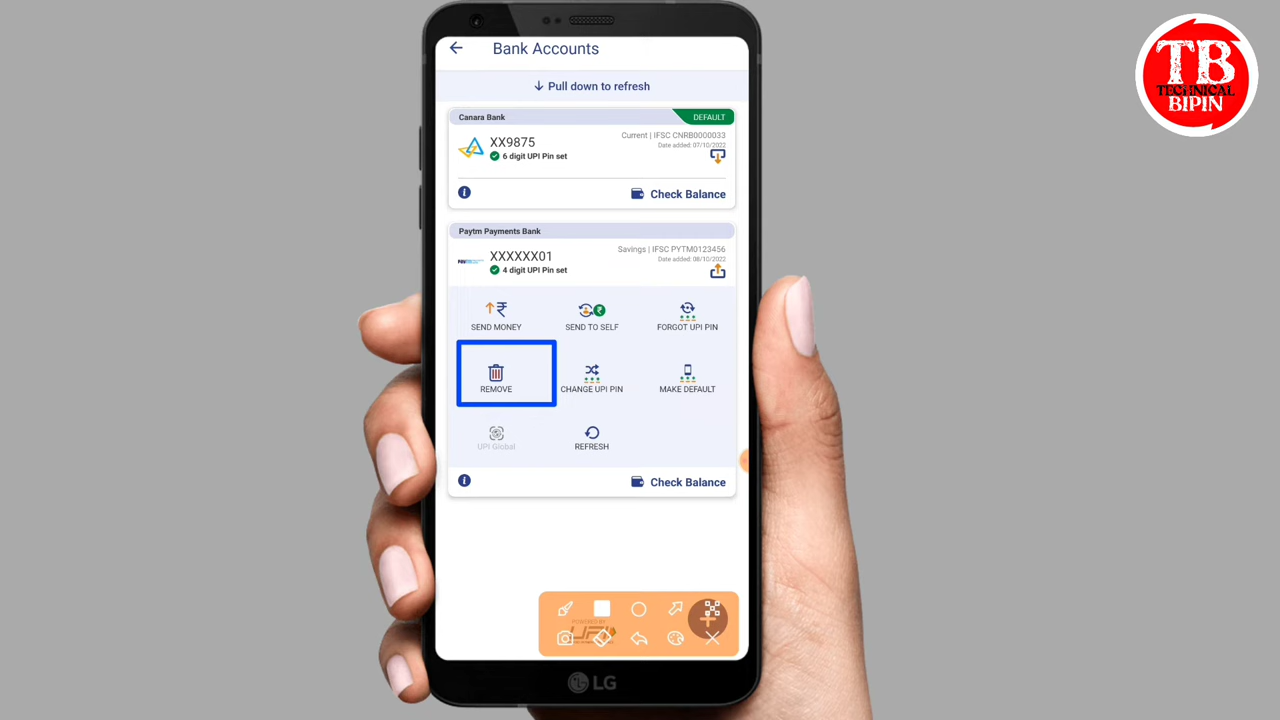 TB
TECHNICAL
BIPIN
Bank Accounts
Pull down to refresh
Canara Bank
DEFAULT
XX9875
Current | IFSC CNRB0000033
Date added: 07/10/2022
6 digit UPI Pin set
Check Balance
Paytm Payments Bank
XXXXXX01
Savings | IFSC PYTM0123456
Date added: 08/10/2022
4 digit UPI Pin set
SEND MONEY
SEND TO SELF
FORGOT UPI PIN
REMOVE
CHANGE UPI PIN
MAKE DEFAULT
UPI Global
REFRESH
Check Balance
POWERED BY
UPI
LG